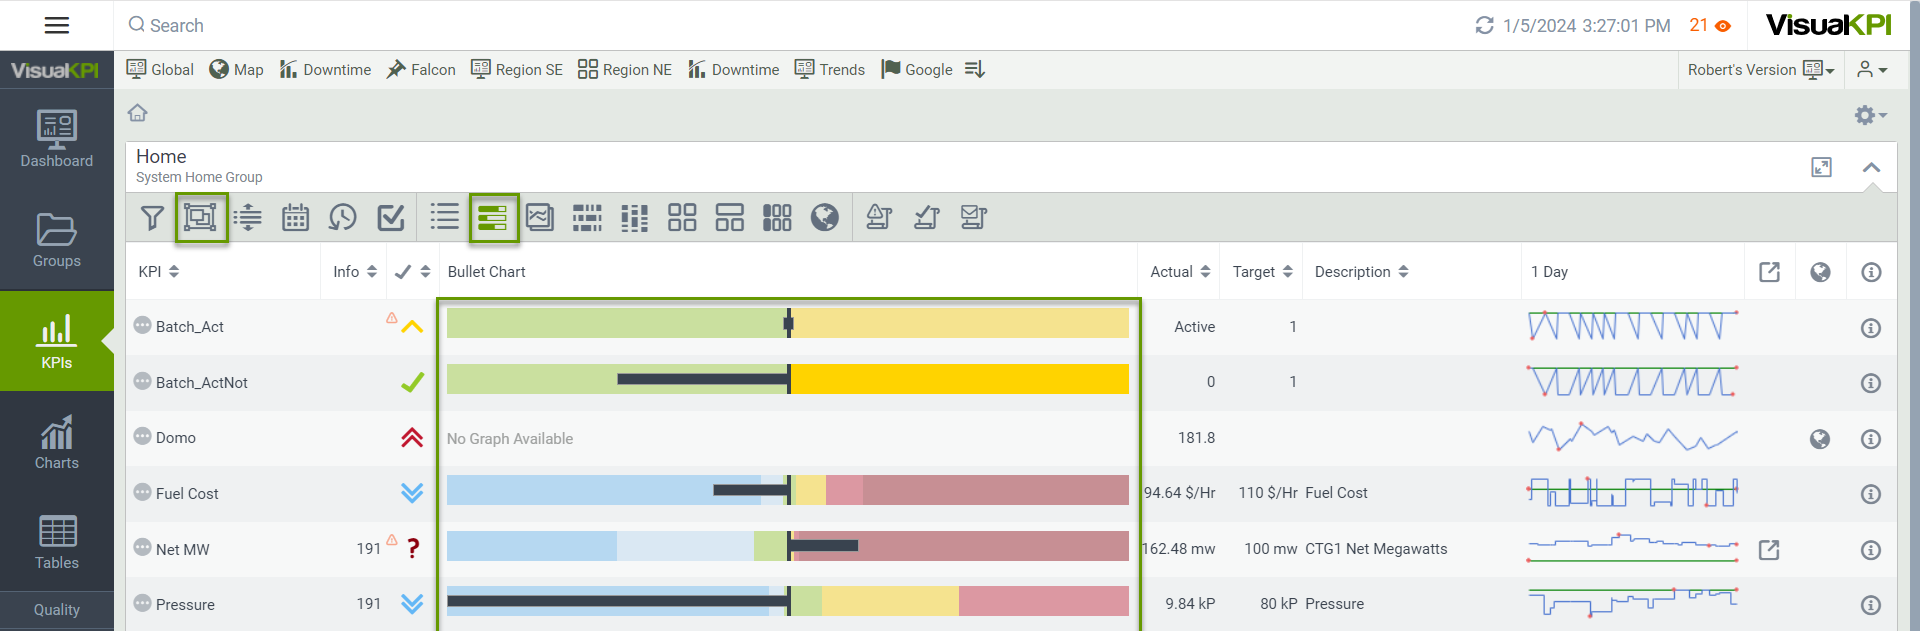 Search
1/5/2024 3:27:01 PM 21
VisualKPI
VisualKPI
Global Map Downtime Falcon Region SE Region NE Downtime Trends Google
Robert's Version
Dashboard
Groups
KPIs
Charts
Tables
Quality
Home
System Home Group
KPI Info Bullet Chart Actual Target Description 1 Day
Batch_Act Active 1
Batch_ActNot 0 1
Domo No Graph Available 181.8
Fuel Cost 94.64 $/Hr 110 $/Hr Fuel Cost
Net MW 191 ? 162.48 mw 100 mw CTG1 Net Megawatts
Pressure 191 9.84 kP 80 kP Pressure